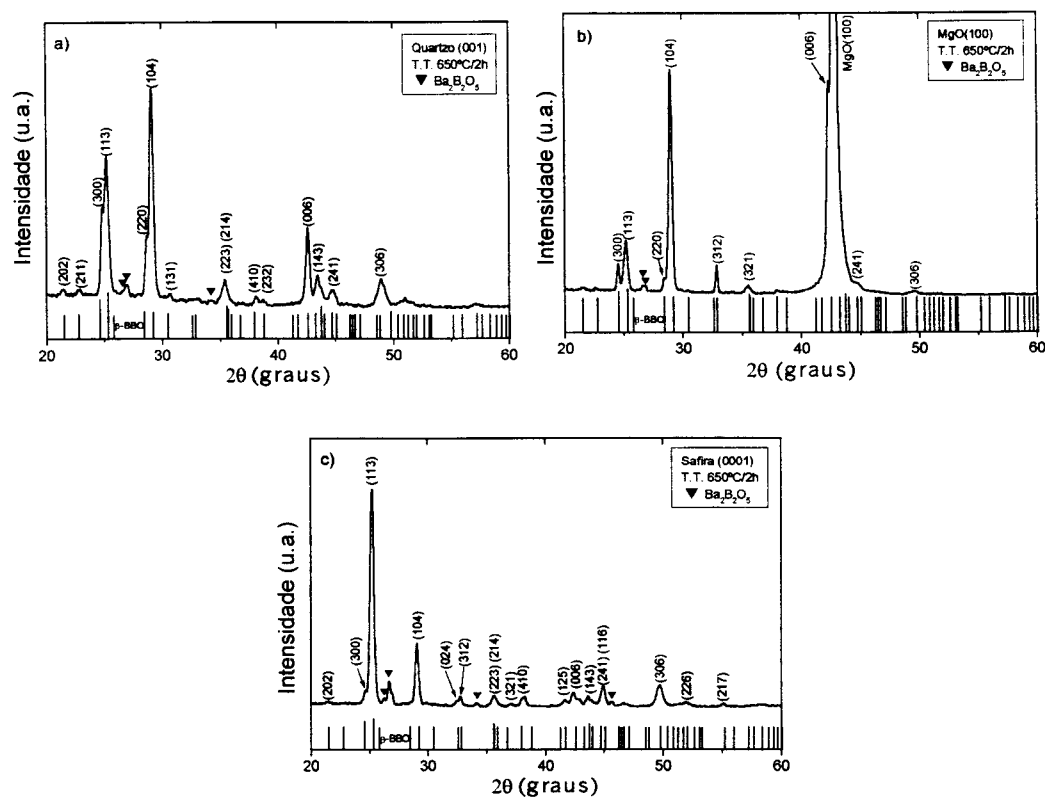 a)
Quartzo (001)
T.T. 650ºC/2h
▼ Ba₂B₂O₅
Intensidade (u.a.)
(202)
(211)
(300)
(113)
(220)
(104)
(131)
(223) (214)
(410)
(232)
(006)
(143)
(241)
(306)
β-BBO
20 30 40 50 60
2θ (graus)
b)
MgO(100)
T.T. 650ºC/2h
▼ Ba₂B₂O₅
Intensidade (u.a.)
(300)
(113)
(220)
(104)
(312)
(321)
(006)
MgO(100)
(241)
(306)
β-BBO
20 30 40 50 60
2θ (graus)
c)
Safira (0001)
T.T. 650ºC/2h
▼ Ba₂B₂O₅
Intensidade (u.a.)
(202)
(300)
(113)
(104)
(024)
(312)
(223) (214)
(321)
(410)
(125)
(006)
(143)
(241) (116)
(306)
(226)
(217)
β-BBO
20 30 40 50 60
2θ (graus)